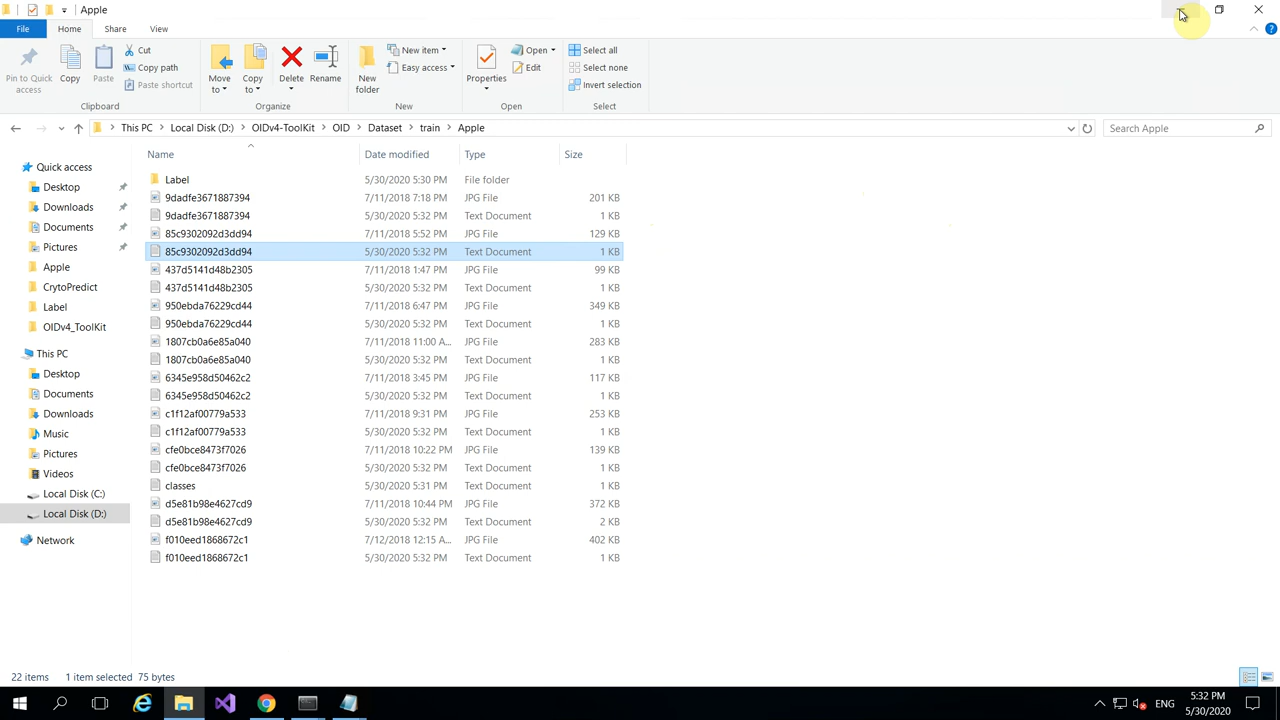 Apple
File Home Share View
Pin to Quick access
Copy
Paste
Cut
Copy path
Paste shortcut
Move to
Copy to
Delete
Rename
New folder
New item
Easy access
Properties
Open
Edit
Select all
Select none
Invert selection
Clipboard Organize New Open Select
This PC Local Disk (D:) OIDv4-ToolKit OID Dataset train Apple
Search Apple
Name Date modified Type Size
Quick access
Desktop
Downloads
Documents
Pictures
Apple
CrytoPredict
Label
OIDv4_ToolKit
This PC
Desktop
Documents
Downloads
Music
Pictures
Videos
Local Disk (C:)
Local Disk (D:)
Network
Label 5/30/2020 5:30 PM File folder
9dadfe3671887394 7/11/2018 7:18 PM JPG File 201 KB
9dadfe3671887394 5/30/2020 5:32 PM Text Document 1 KB
85c9302092d3dd94 7/11/2018 5:52 PM JPG File 129 KB
85c9302092d3dd94 5/30/2020 5:32 PM Text Document 1 KB
437d5141d48b2305 7/11/2018 1:47 PM JPG File 99 KB
437d5141d48b2305 5/30/2020 5:32 PM Text Document 1 KB
950ebda76229cd44 7/11/2018 6:47 PM JPG File 349 KB
950ebda76229cd44 5/30/2020 5:32 PM Text Document 1 KB
1807cb0a6e85a040 7/11/2018 11:00 A... JPG File 283 KB
1807cb0a6e85a040 5/30/2020 5:32 PM Text Document 1 KB
6345e958d50462c2 7/11/2018 3:45 PM JPG File 117 KB
6345e958d50462c2 5/30/2020 5:32 PM Text Document 1 KB
c1f12af00779a533 7/11/2018 9:31 PM JPG File 253 KB
c1f12af00779a533 5/30/2020 5:32 PM Text Document 1 KB
cfe0bce8473f7026 7/11/2018 10:22 PM JPG File 139 KB
cfe0bce8473f7026 5/30/2020 5:32 PM Text Document 1 KB
classes 5/30/2020 5:31 PM Text Document 1 KB
d5e81b98e4627cd9 7/11/2018 10:44 PM JPG File 372 KB
d5e81b98e4627cd9 5/30/2020 5:32 PM Text Document 2 KB
f010eed1868672c1 7/12/2018 12:15 A... JPG File 402 KB
f010eed1868672c1 5/30/2020 5:32 PM Text Document 1 KB
22 items 1 item selected 75 bytes
ENG
5:32 PM
5/30/2020